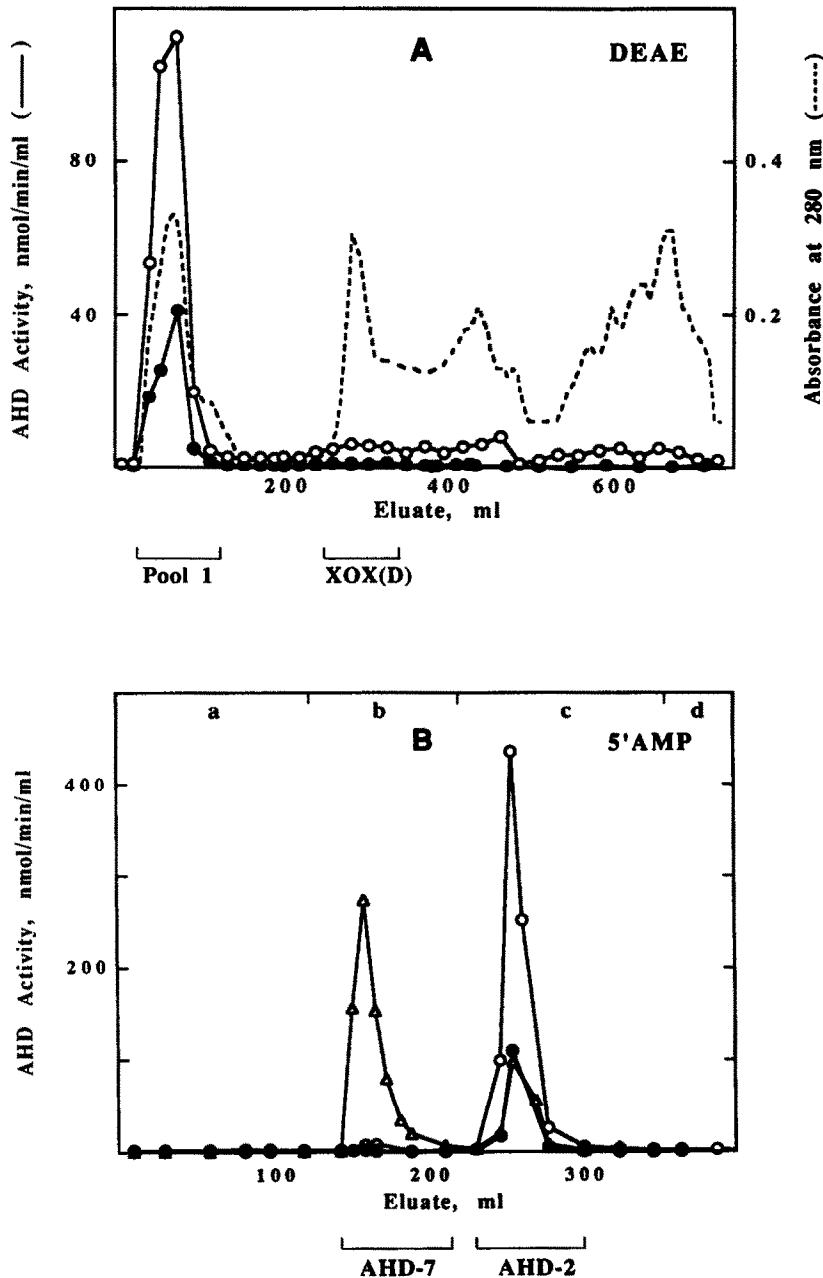 A
DEAE
AHD Activity, nmol/min/ml (——)
80
40
0.4
0.2
Absorbance at 280 nm (------)
200
400
600
Eluate, ml
Pool 1
XOX(D)
a
b
c
d
B
5'AMP
AHD Activity, nmol/min/ml
400
200
100
200
300
Eluate, ml
AHD-7
AHD-2